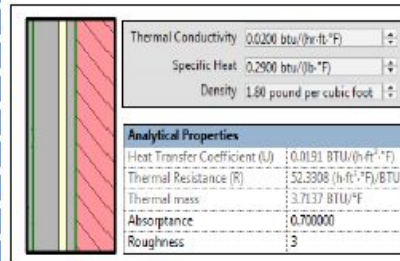 Thermal Conductivity 0.0200 btu/(hr·ft·°F)
Specific Heat 0.2900 btu/(lb·°F)
Density 1.80 pound per cubic foot
Analytical Properties
Heat Transfer Coefficient (U) 0.0191 BTU/(h·ft²·°F)
Thermal Resistance (R) 52.3308 (h·ft²·°F)/BTU
Thermal mass 3.7137 BTU/°F
Absorptance 0.700000
Roughness 3